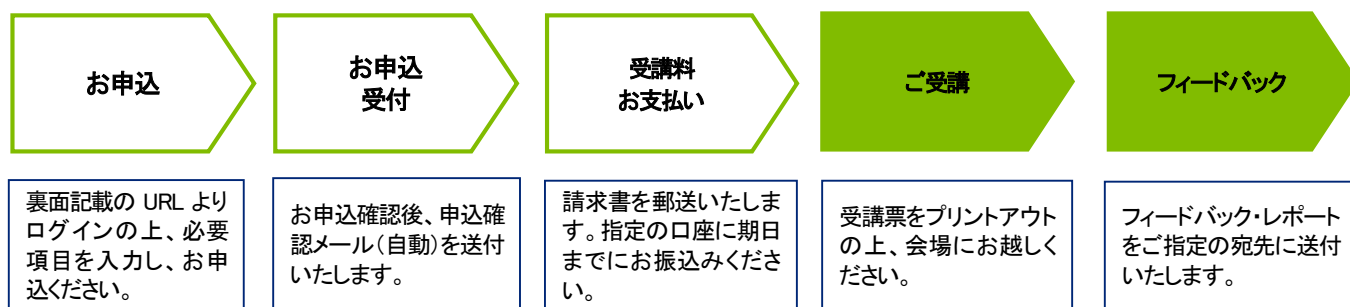 お申込
お申込
受付
受講料
お支払い
ご受講
フィードバック
裏面記載の URL より
ログインの上、必要
項目を入力し、お申
込ください。
お申込確認後、申込確
認メール(自動)を送付
いたします。
請求書を郵送いたしま
す。指定の口座に期日
までにお振込みくださ
い。
受講票をプリントアウト
の上、会場にお越しく
ださい。
フィードバック・レポート
をご指定の宛先に送付
いたします。